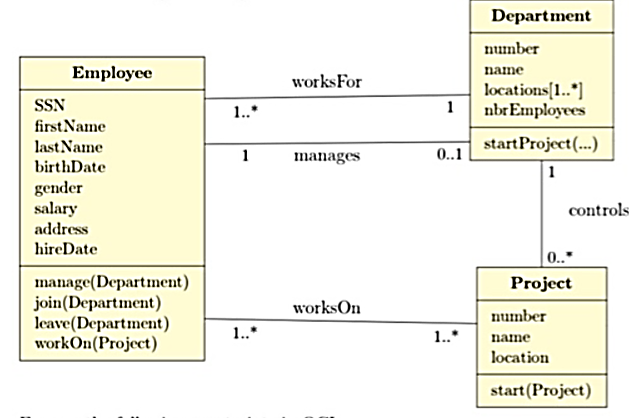 Department
number
name
locations[1..*]
nbrEmployees
startProject(...)
Employee
SSN
firstName
lastName
birthDate
gender
salary
address
hireDate
manage(Department)
join(Department)
leave(Department)
workOn(Project)
worksFor
1..*
1
1
manages
0..1
1
controls
0..*
Project
number
name
location
start(Project)
worksOn
1..*
1..*